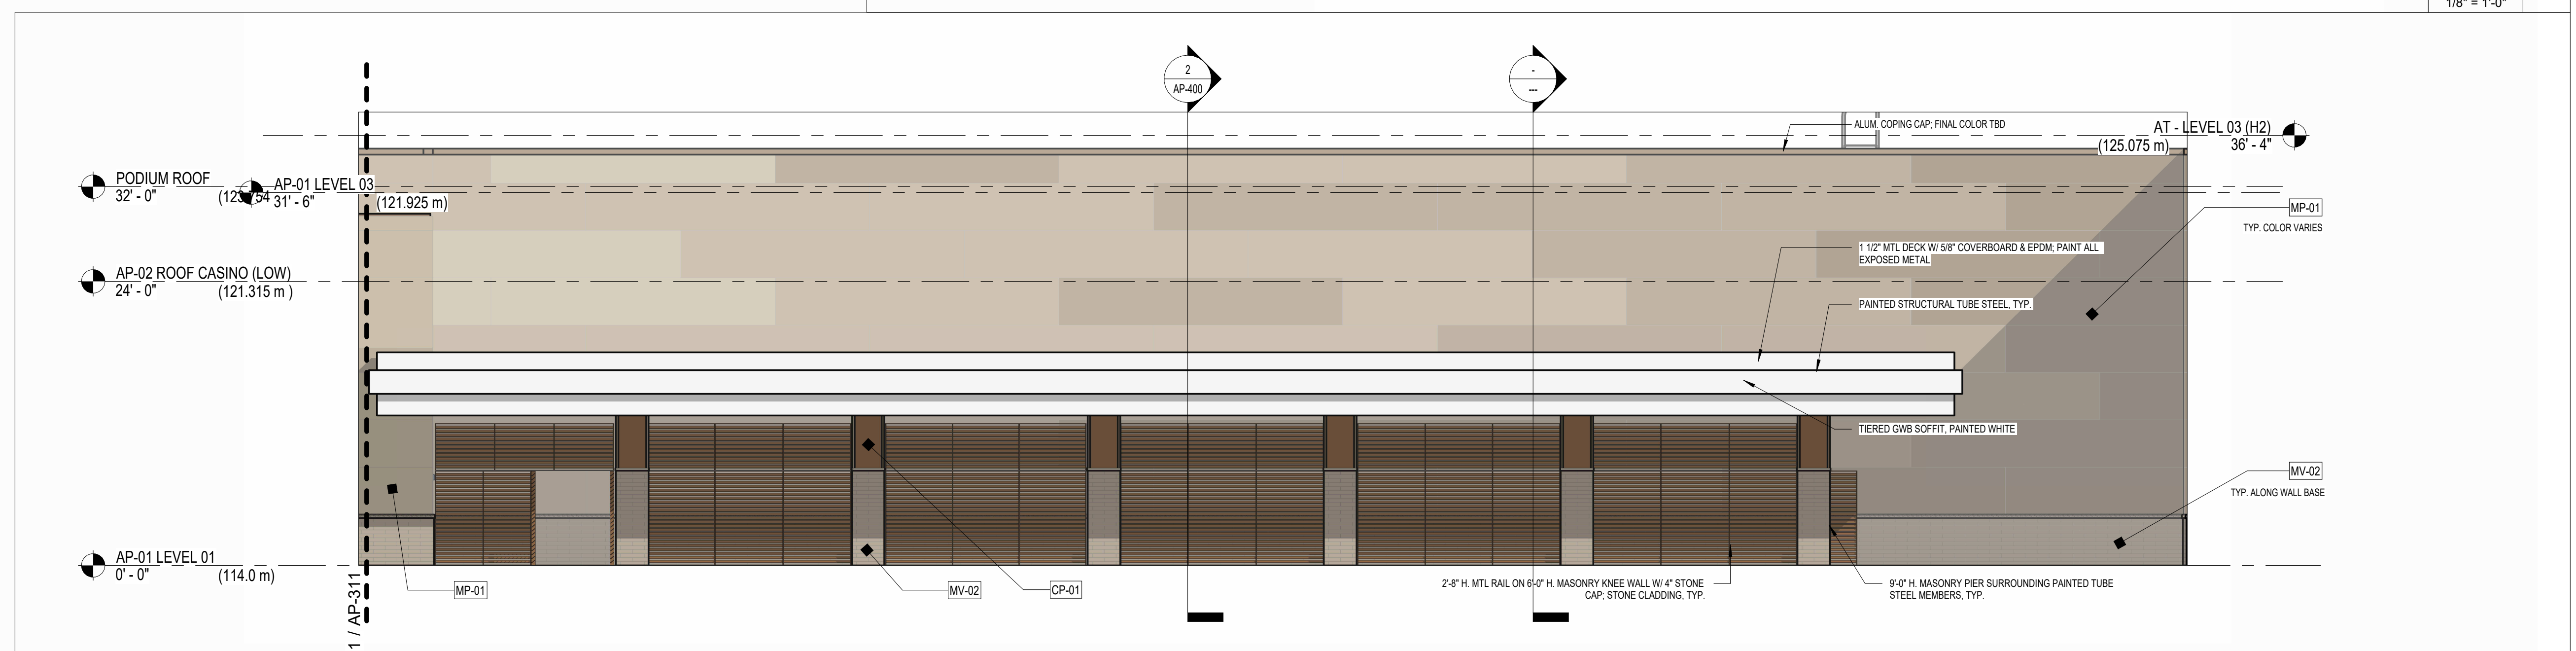 1/8" = 1'-0"
2
AP-400
-
---
ALUM. COPING CAP; FINAL COLOR TBD
AT - LEVEL 03 (H2)
(125.075 m)
36' - 4"
PODIUM ROOF
32' - 0"
(123.754
AP-01 LEVEL 03
31' - 6"
(121.925 m)
MP-01
TYP. COLOR VARIES
1 1/2" MTL DECK W/ 5/8" COVERBOARD & EPDM; PAINT ALL
EXPOSED METAL
AP-02 ROOF CASINO (LOW)
24' - 0"
(121.315 m )
PAINTED STRUCTURAL TUBE STEEL, TYP.
TIERED GWB SOFFIT, PAINTED WHITE
MV-02
TYP. ALONG WALL BASE
AP-01 LEVEL 01
0' - 0"
(114.0 m)
1 / AP-311
MP-01
MV-02
CP-01
2'-8" H. MTL RAIL ON 6'-0" H. MASONRY KNEE WALL W/ 4" STONE
CAP; STONE CLADDING, TYP.
9'-0" H. MASONRY PIER SURROUNDING PAINTED TUBE
STEEL MEMBERS, TYP.